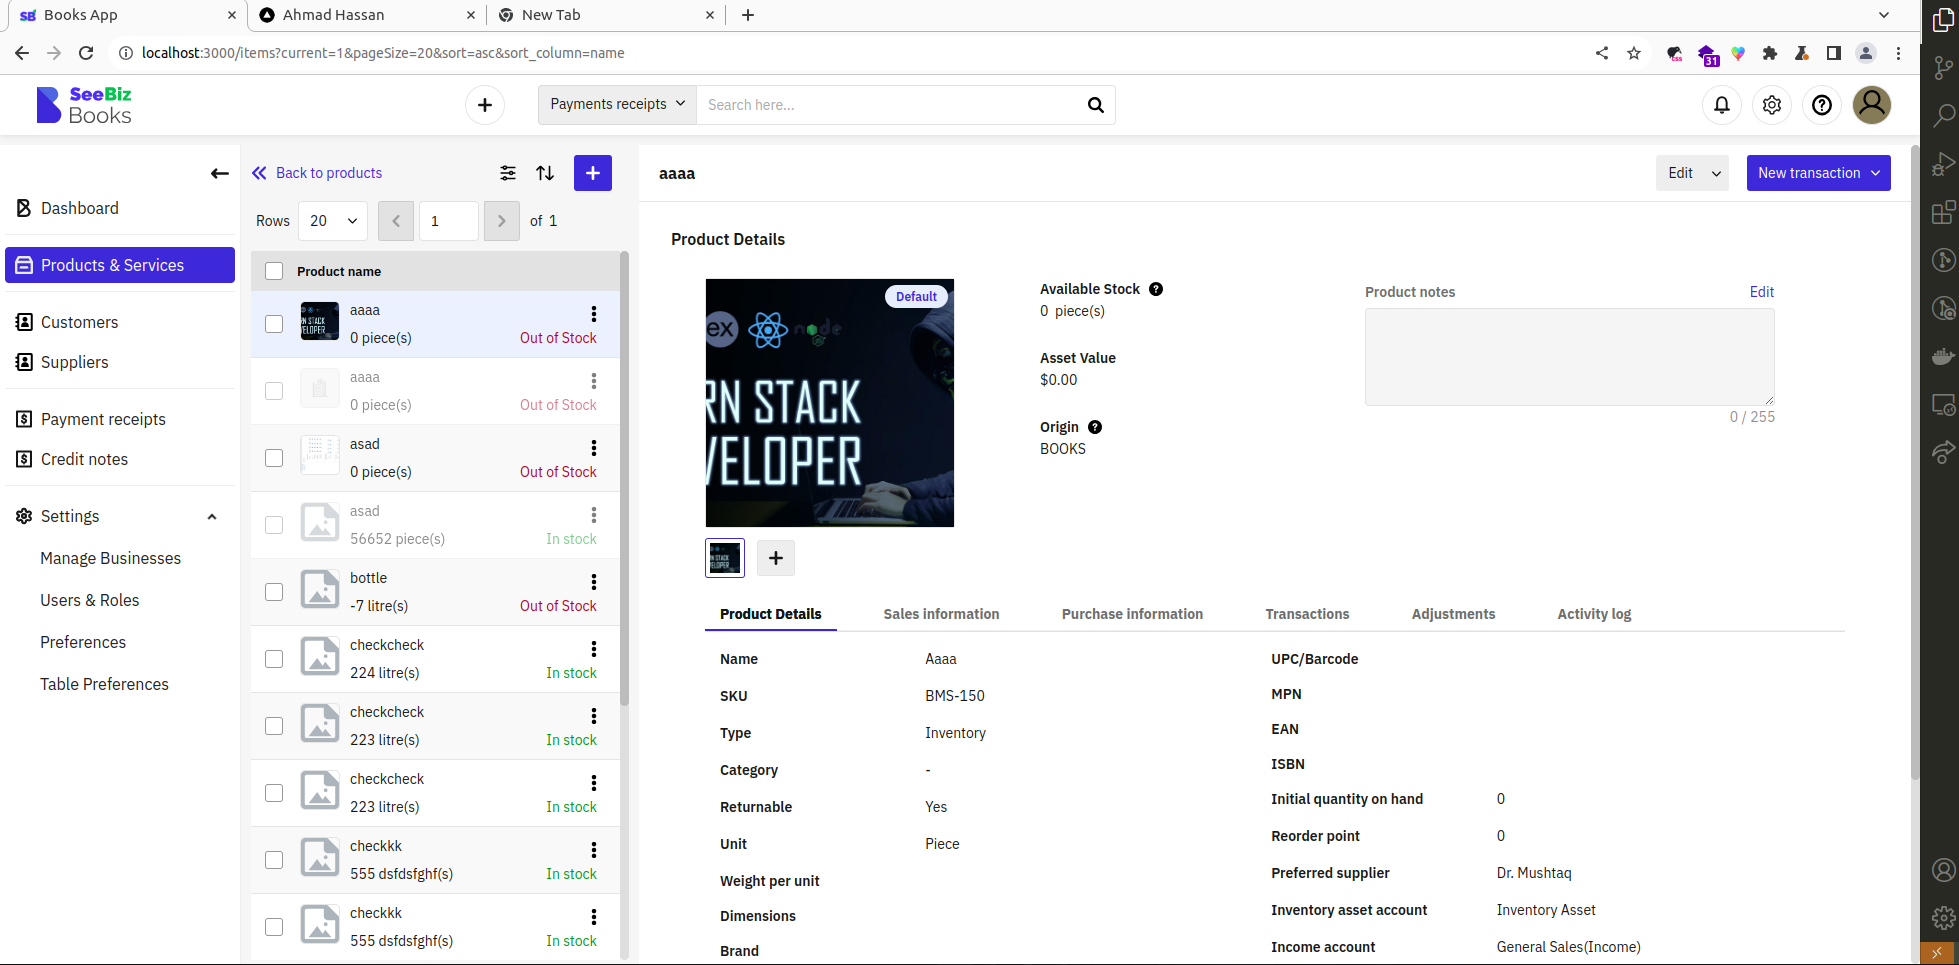 Books App
Ahmad Hassan
New Tab
localhost:3000/items?current=1&pageSize=20&sort=asc&sort_column=name
31
SeeBiz
Books
Payments receipts
Search here...
Dashboard
Products & Services
Customers
Suppliers
Payment receipts
Credit notes
Settings
Manage Businesses
Users & Roles
Preferences
Table Preferences
Back to products
Rows
20
1
of 1
Product name
aaaa
0 piece(s)
Out of Stock
aaaa
0 piece(s)
Out of Stock
asad
0 piece(s)
Out of Stock
asad
56652 piece(s)
In stock
bottle
-7 litre(s)
Out of Stock
checkcheck
224 litre(s)
In stock
checkcheck
223 litre(s)
In stock
checkcheck
223 litre(s)
In stock
checkkk
555 dsfdsfghf(s)
In stock
checkkk
555 dsfdsfghf(s)
In stock
aaaa
Edit
New transaction
Product Details
Default
ex
node
RN STACK
VELOPER
Available Stock
0 piece(s)
Asset Value
$0.00
Origin
BOOKS
Product notes
Edit
0 / 255
Product Details
Sales information
Purchase information
Transactions
Adjustments
Activity log
Name
Aaaa
SKU
BMS-150
Type
Inventory
Category
-
Returnable
Yes
Unit
Piece
Weight per unit
Dimensions
Brand
UPC/Barcode
MPN
EAN
ISBN
Initial quantity on hand
0
Reorder point
0
Preferred supplier
Dr. Mushtaq
Inventory asset account
Inventory Asset
Income account
General Sales(Income)